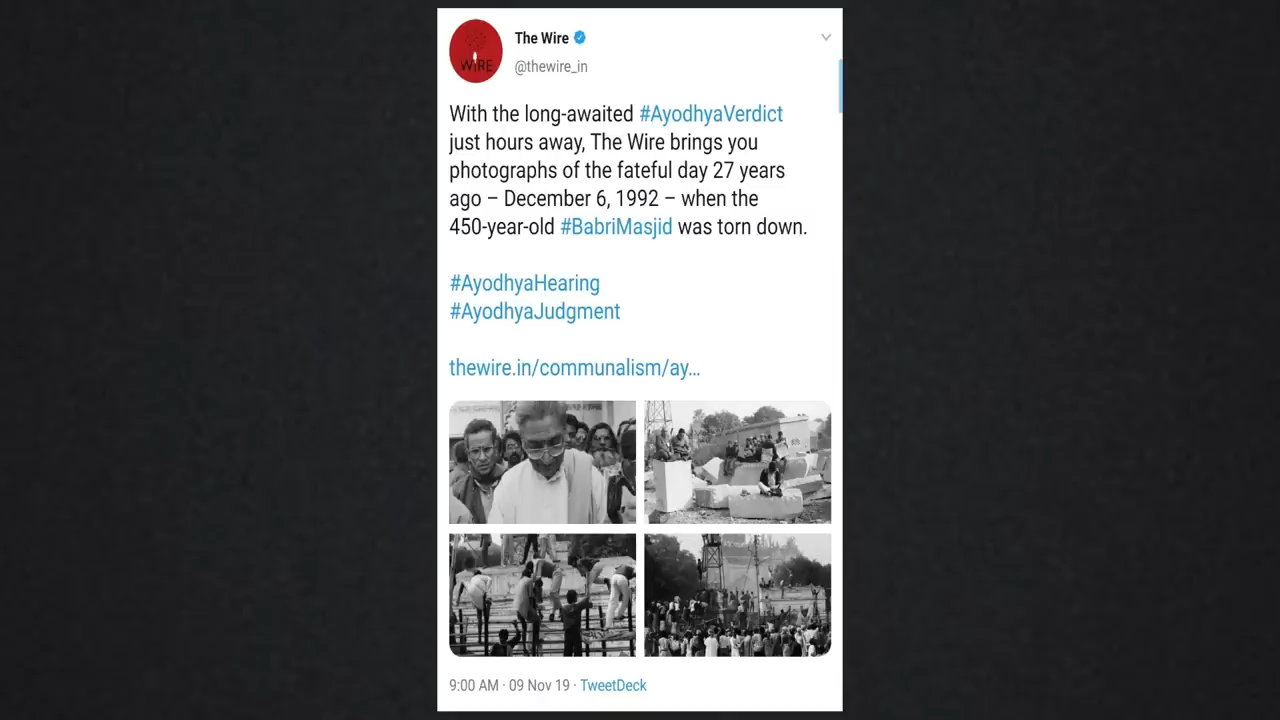 WIRE
The Wire
@thewire_in
With the long-awaited #AyodhyaVerdict
just hours away, The Wire brings you
photographs of the fateful day 27 years
ago – December 6, 1992 – when the
450-year-old #BabriMasjid was torn down.
#AyodhyaHearing
#AyodhyaJudgment
thewire.in/communalism/ay...
9:00 AM · 09 Nov 19 · TweetDeck